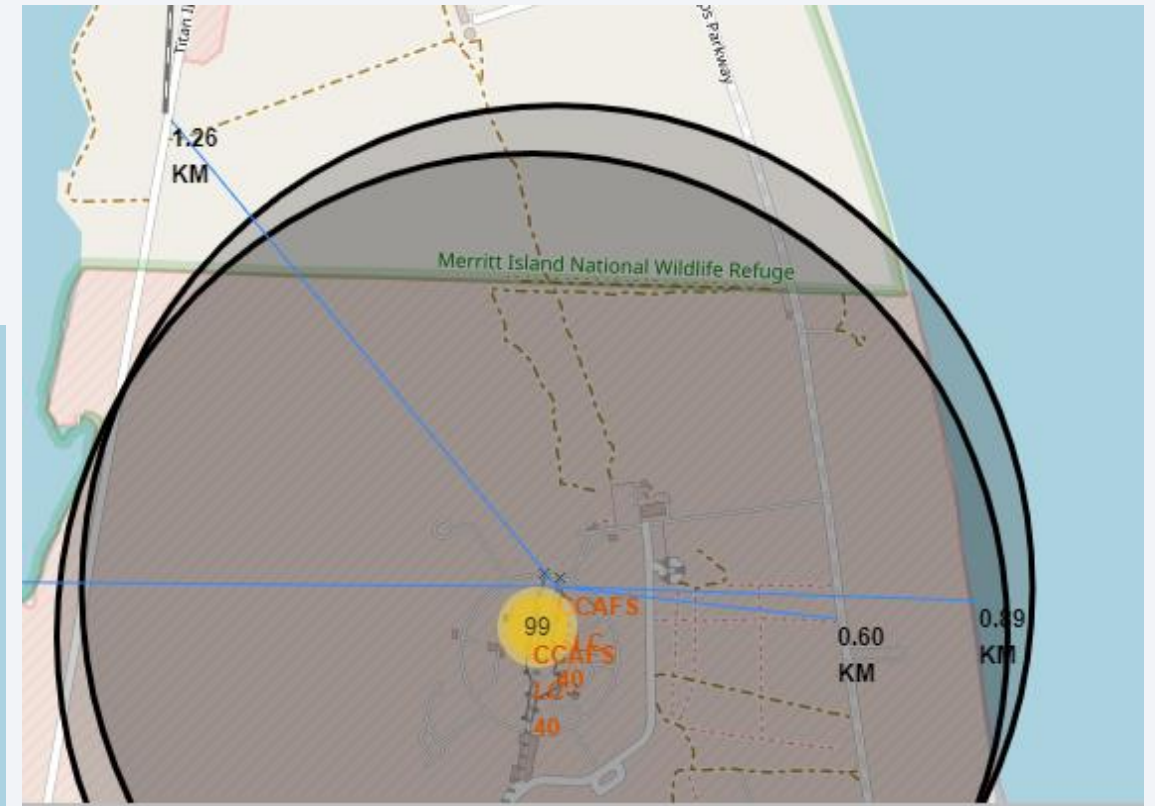 Titan
Parkway
1.26
KM
Merritt Island National Wildlife Refuge
CCAFS
99
0.89
0.60
CCAFS
KM
KM
40
40